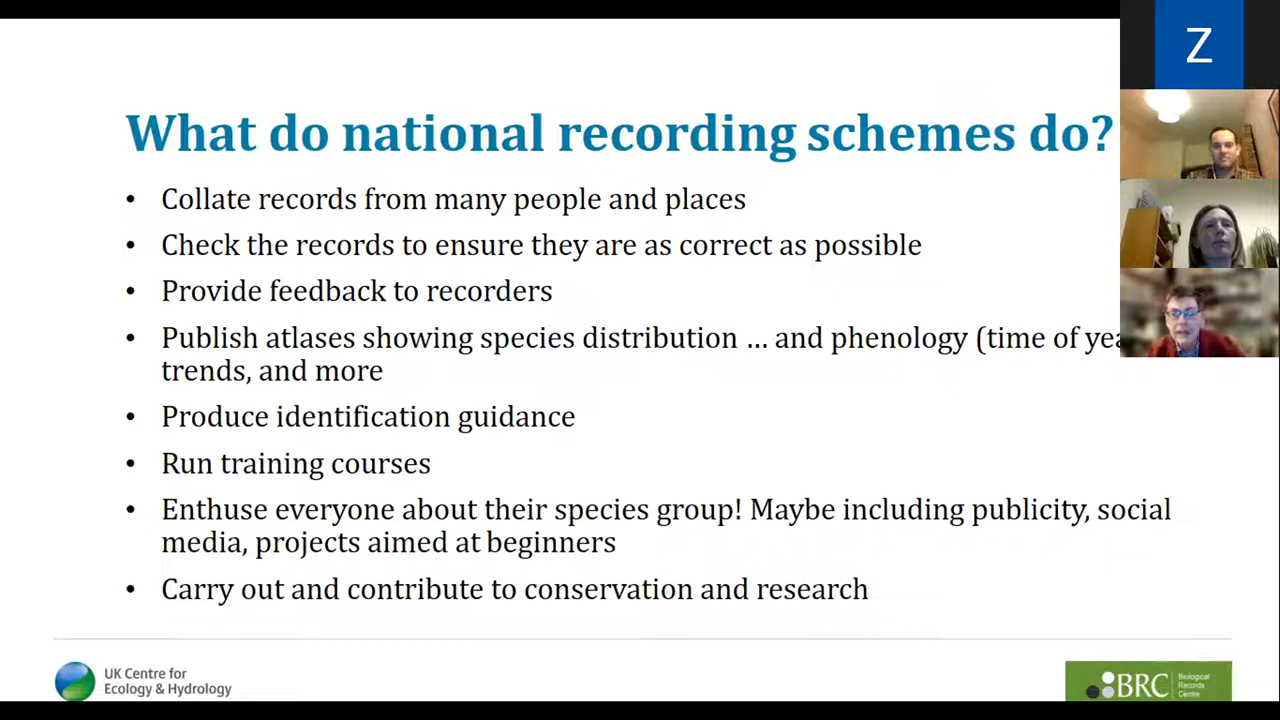 What do national recording schemes do?
• Collate records from many people and places
• Check the records to ensure they are as correct as possible
• Provide feedback to recorders
• Publish atlases showing species distribution … and phenology (time of
trends, and more
• Produce identification guidance
• Run training courses
• Enthuse everyone about their species group! Maybe including publicity, social
media, projects aimed at beginners
• Carry out and contribute to conservation and research
Z
UK Centre for
Ecology & Hydrology
BRC
Biological
Records
Centre